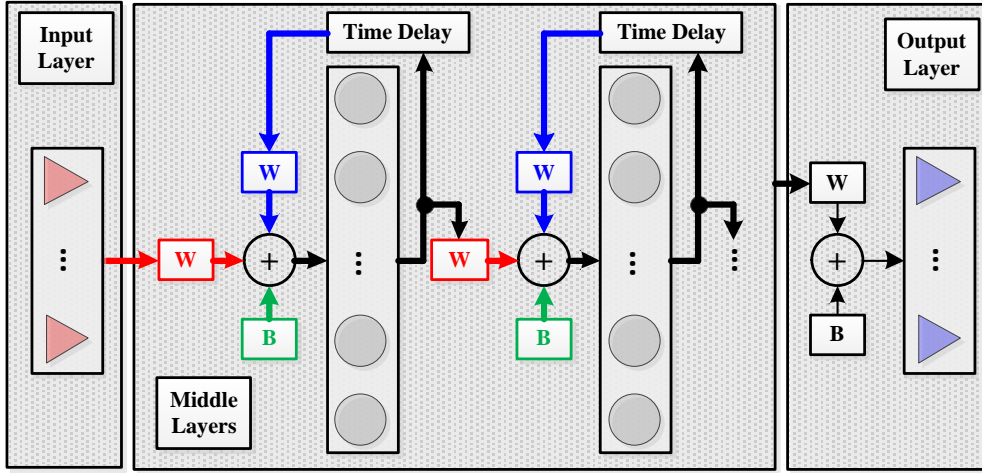 Input
Layer
Time Delay
Time Delay
Output
Layer
W
W
W
W
W
+
+
+
B
B
B
Middle
Layers